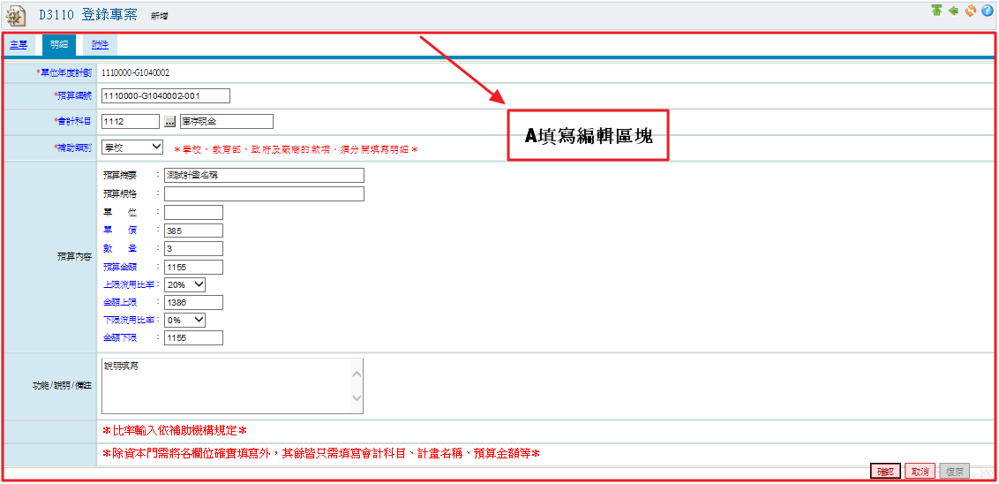 D3110 登錄專案 新增
主單 明細 附件
*單位年度計劃 1110000-G1040002
*預算編號 1110000-G1040002-001
*會計科目 1112 ... 庫存現金
*補助類別 學校 *學校、教育部、政府及廠商的款項，須分開填寫明細*
A填寫編輯區塊
預算內容
預算摘要 : 測試計畫名稱
預算規格 :
單 位 :
單 價 : 385
數 量 : 3
預算金額 : 1155
上限流用比率 : 20%
金額上限 : 1386
下限流用比率 : 0%
金額下限 : 1155
功能/說明/備註 說明填寫
*比率輸入依補助機構規定*
*除資本門需將各欄位確實填寫外，其餘皆只需填寫會計科目、計畫名稱、預算金額等*
確認 取消 復原